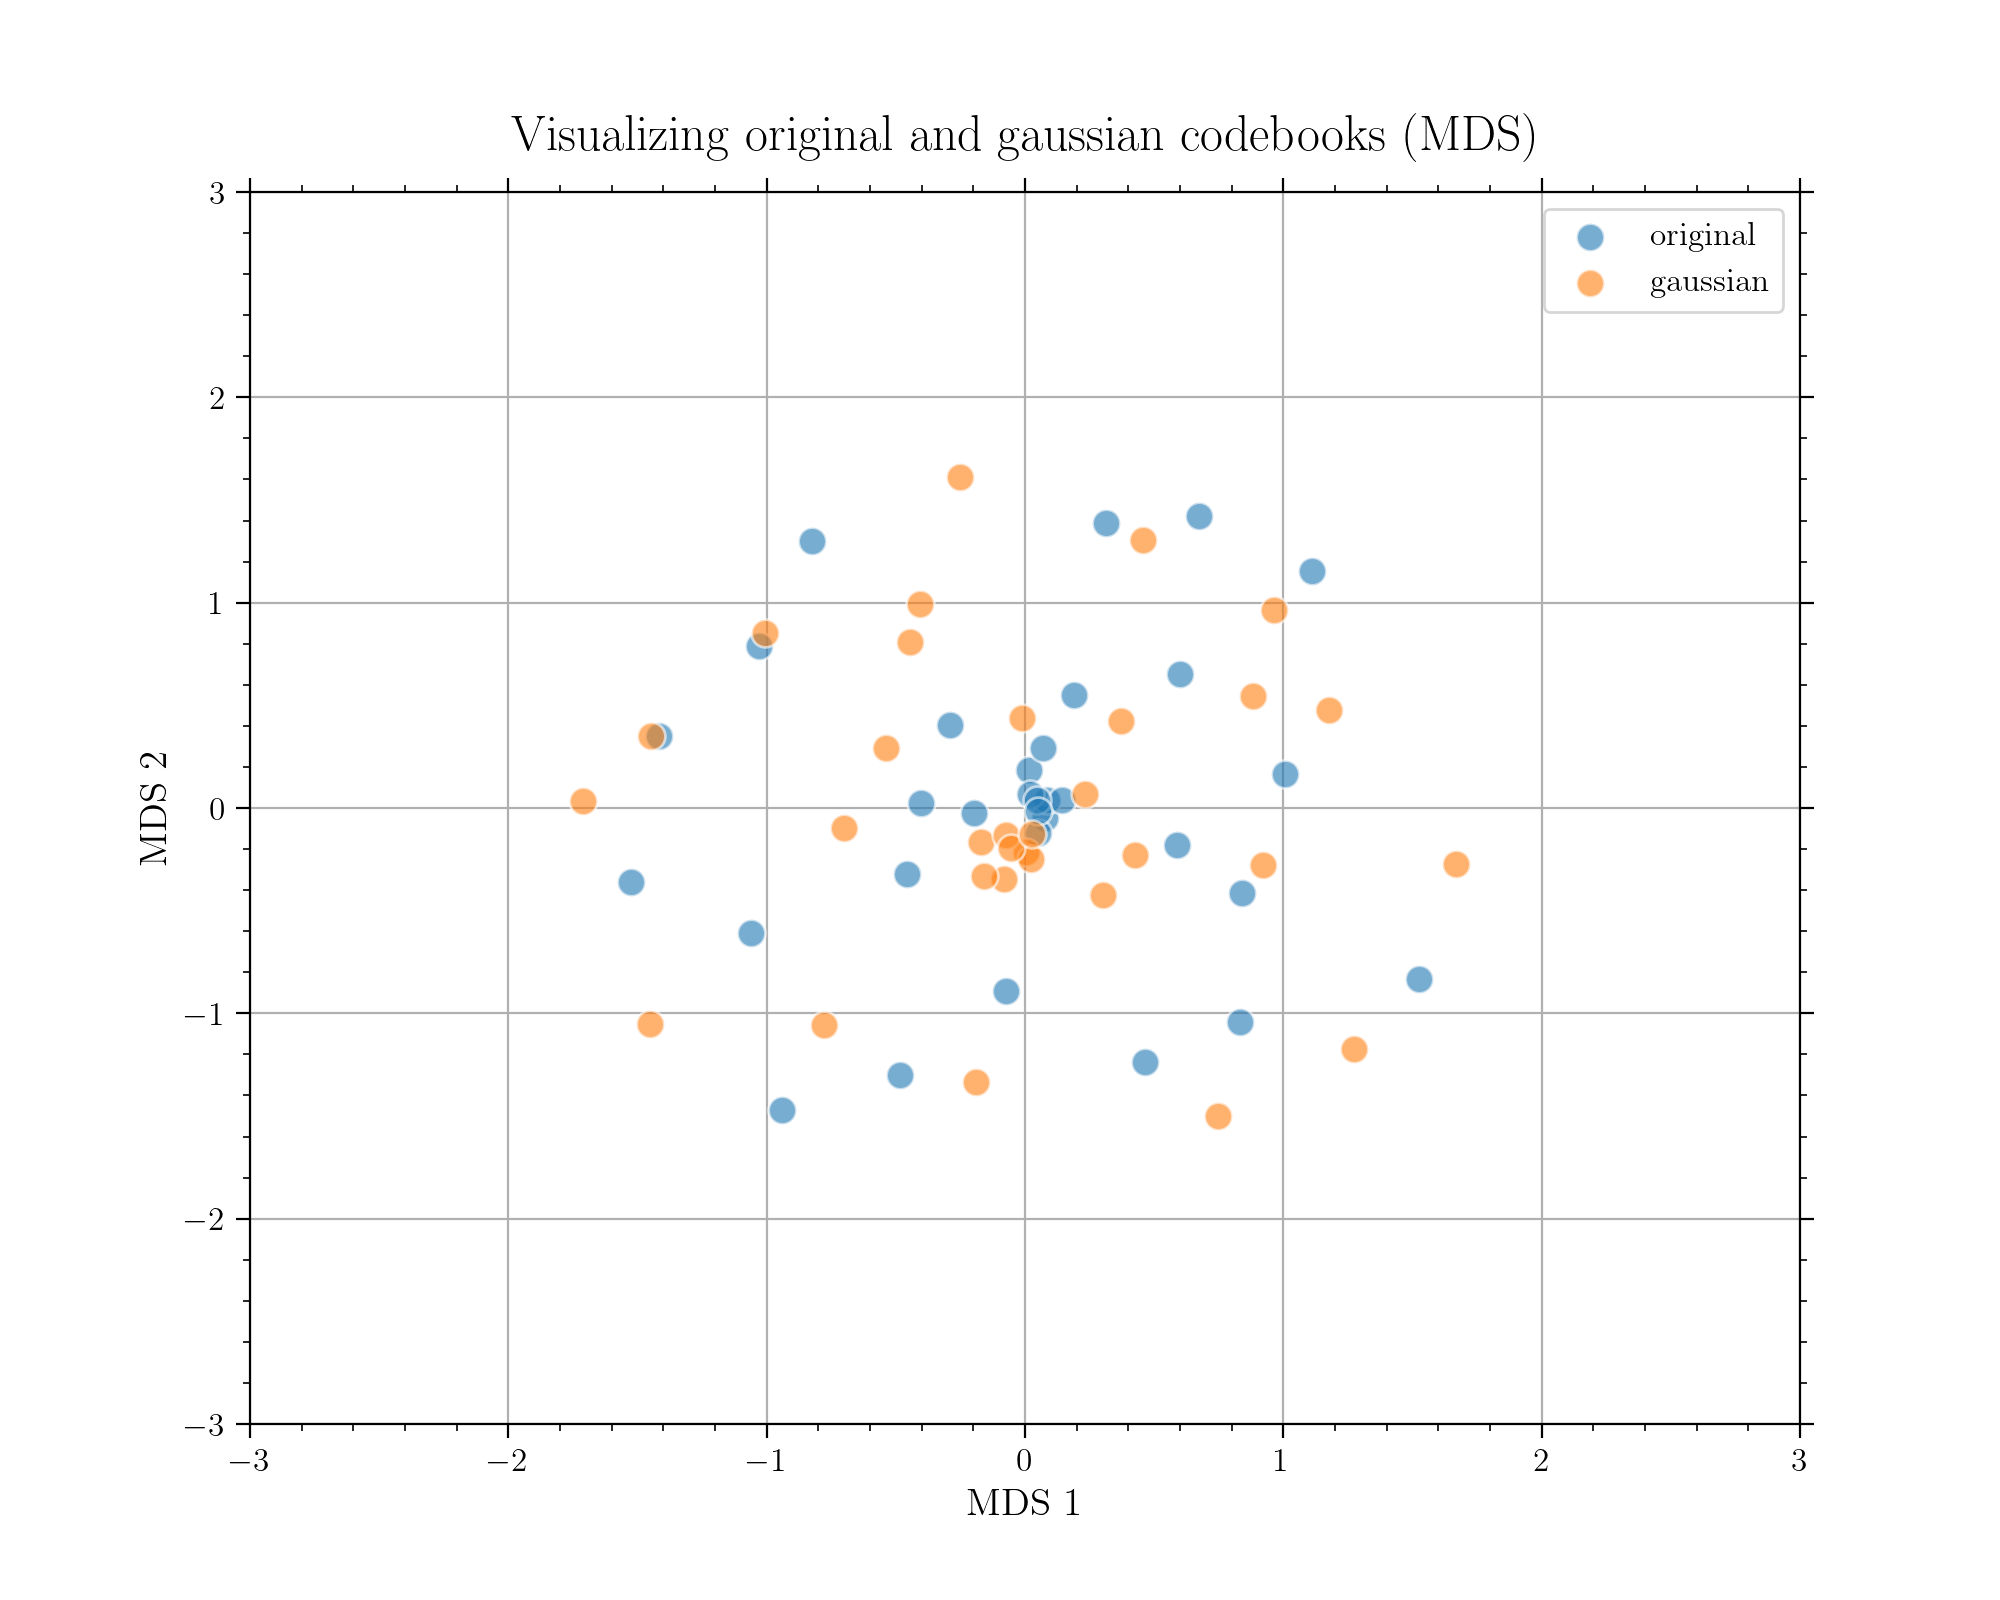 Visualizing original and gaussian codebooks (MDS)
original
gaussian
3
2
1
0
−1
−2
−3
MDS 2
−3
−2
−1
0
1
2
3
MDS 1